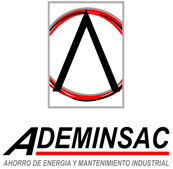 ADEMINSAC
AHORRO DE ENERGIA Y MANTENIMIENTO INDUSTRIAL